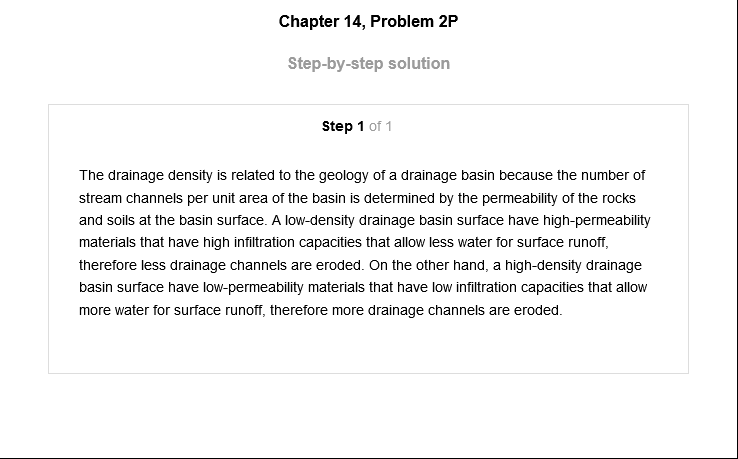 Chapter 14, Problem 2P
Step-by-step solution
Step 1 of 1
The drainage density is related to the geology of a drainage basin because the number of
stream channels per unit area of the basin is determined by the permeability of the rocks
and soils at the basin surface. A low-density drainage basin surface have high-permeability
materials that have high infiltration capacities that allow less water for surface runoff,
therefore less drainage channels are eroded. On the other hand, a high-density drainage
basin surface have low-permeability materials that have low infiltration capacities that allow
more water for surface runoff, therefore more drainage channels are eroded.